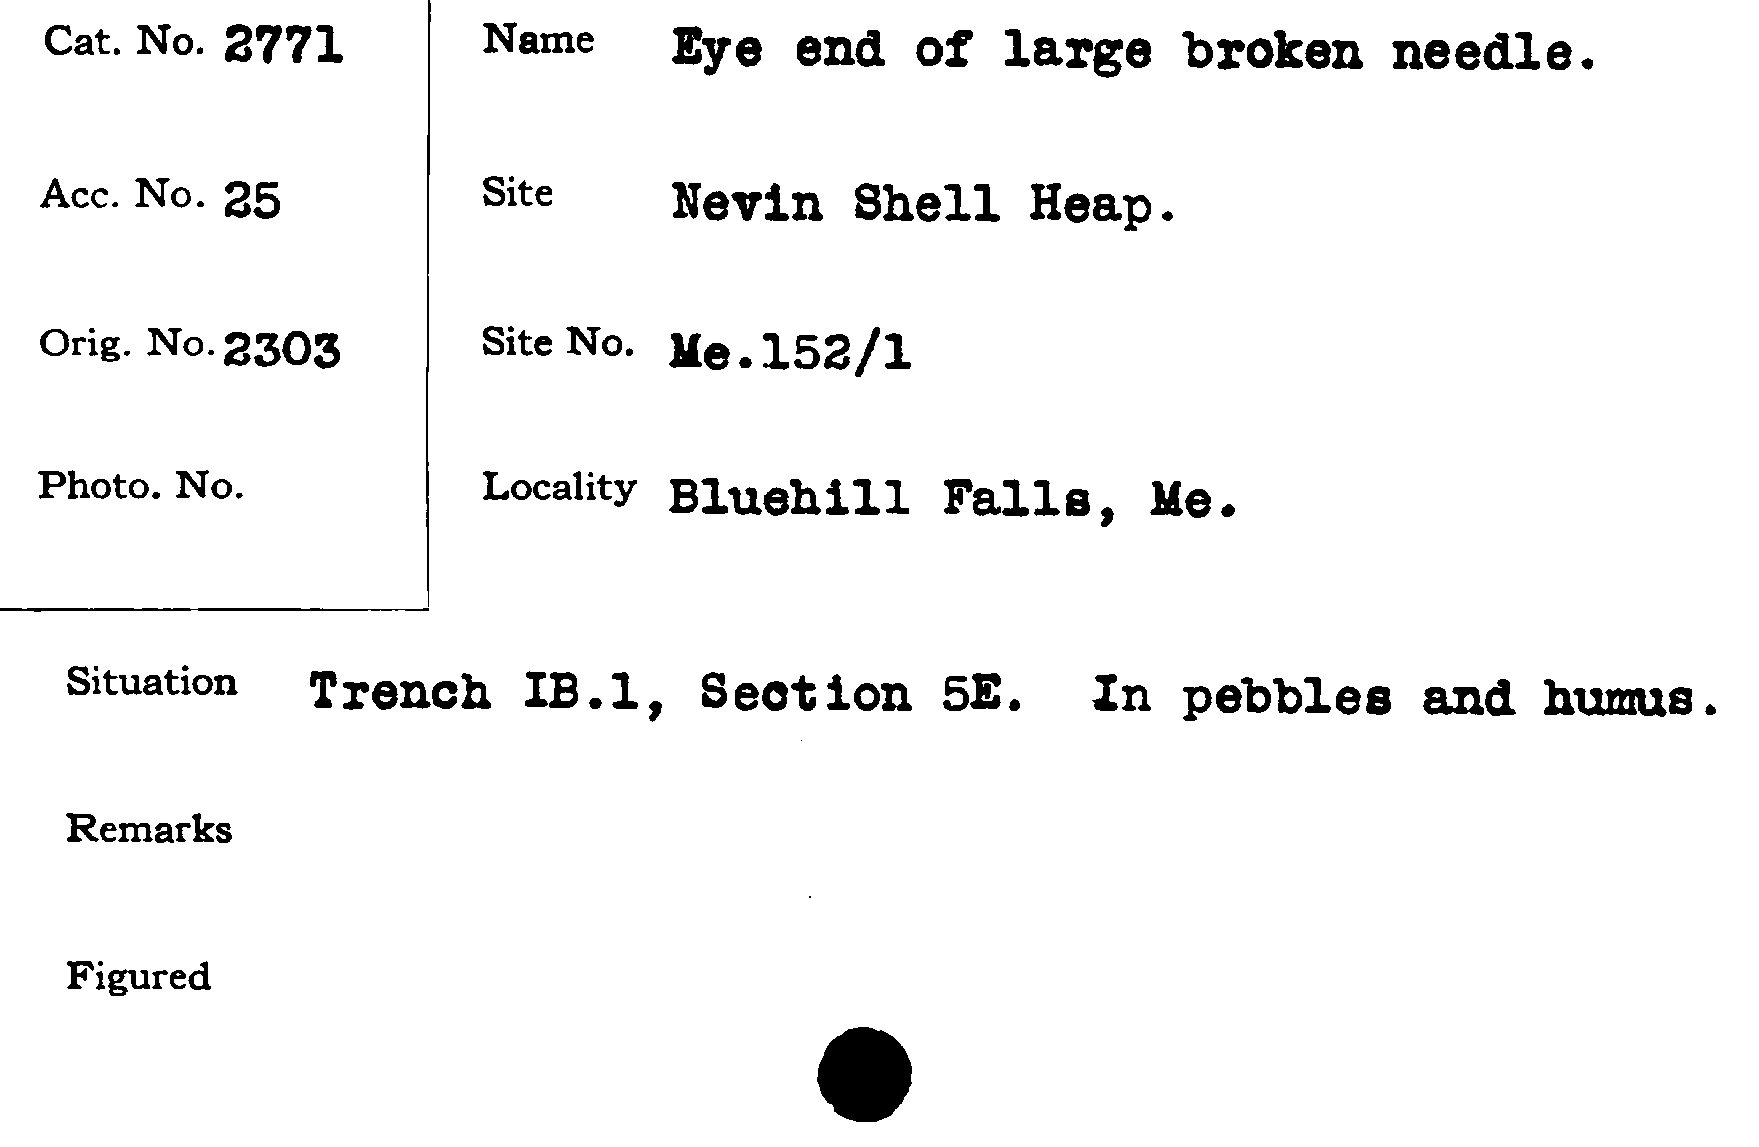 Cat. No. 2771
Name Eye end of large broken needle.
Acc. No. 25
Site Nevin Shell Heap.
Orig. No. 2303
Site No. Me.152/1
Photo. No.
Locality Bluehill Falls, Me.
Situation Trench IB.1, Section 5E. In pebbles and humus.
Remarks
Figured